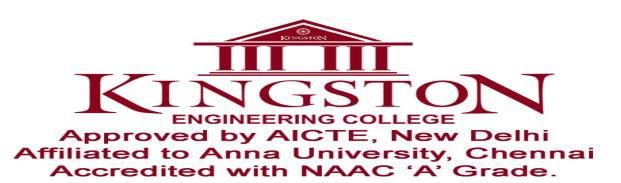 KINGSTON
KINGSTON
ENGINEERING COLLEGE
Approved by AICTE, New Delhi
Affiliated to Anna University, Chennai
Accredited with NAAC 'A' Grade.